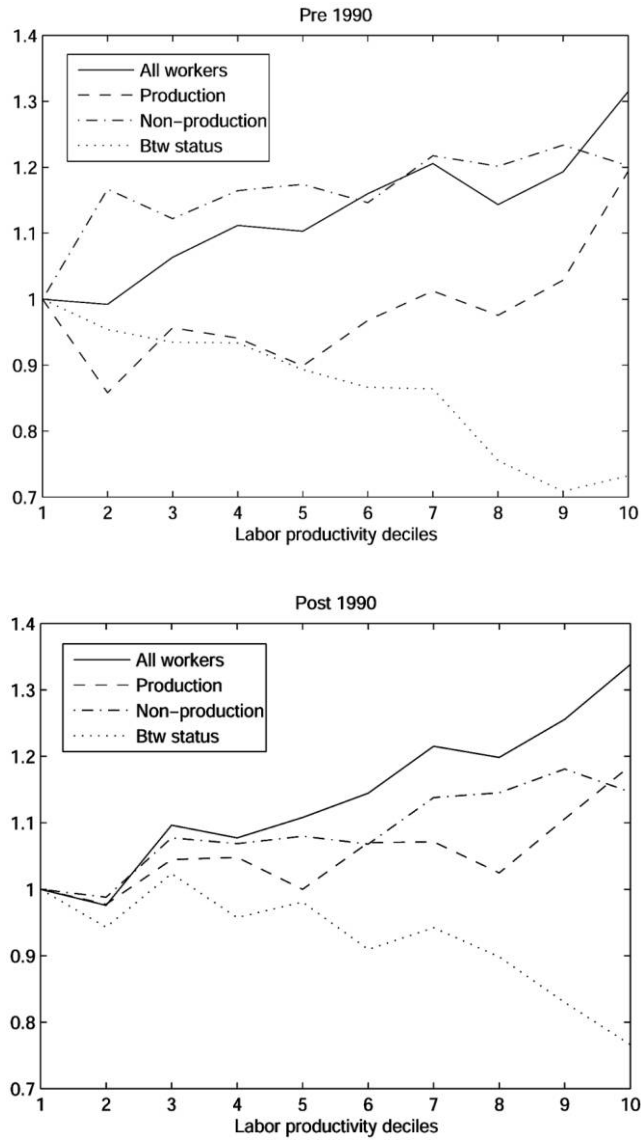 Pre 1990
1.4
1.3
1.2
1.1
1
0.9
0.8
0.7
All workers
Production
Non-production
Btw status
1 2 3 4 5 6 7 8 9 10
Labor productivity deciles
Post 1990
1.4
1.3
1.2
1.1
1
0.9
0.8
0.7
All workers
Production
Non-production
Btw status
1 2 3 4 5 6 7 8 9 10
Labor productivity deciles